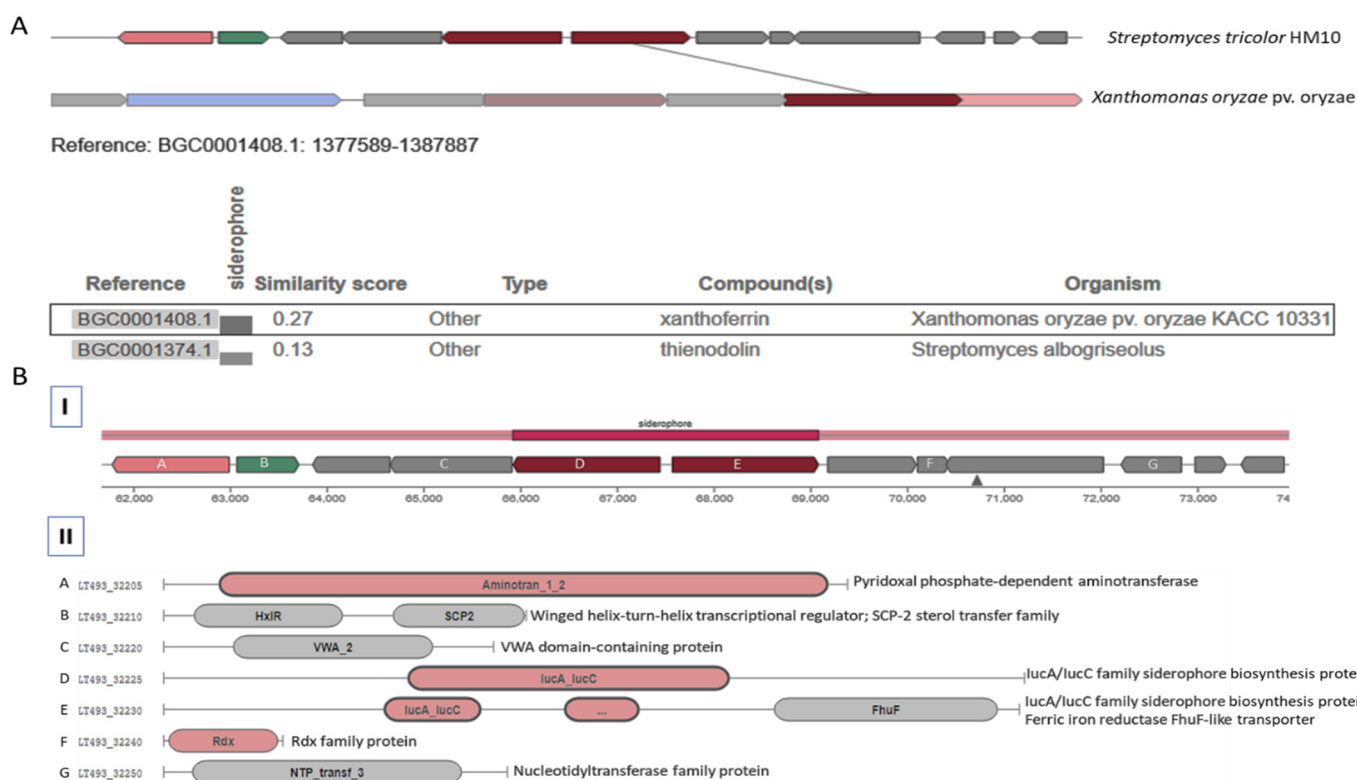 A
Streptomyces tricolor HM10
Xanthomonas oryzae pv. oryzae
Reference: BGC0001408.1: 1377589-1387887
siderophore
Reference Similarity score Type Compound(s) Organism
BGC0001408.1 0.27 Other xanthoferrin Xanthomonas oryzae pv. oryzae KACC 10331
BGC0001374.1 0.13 Other thienodolin Streptomyces albogriseolus
B
I
siderophore
A B C D E F G
62,000 63,000 64,000 65,000 66,000 67,000 68,000 69,000 70,000 71,000 72,000 73,000 74
II
A LT493_32205 Aminotran_1_2 Pyridoxal phosphate-dependent aminotransferase
B LT493_32210 HxlR SCP2 Winged helix-turn-helix transcriptional regulator; SCP-2 sterol transfer family
C LT493_32220 VWA_2 VWA domain-containing protein
D LT493_32225 IucA_IucC IucA/IucC family siderophore biosynthesis prote
E LT493_32230 IucA_IucC ... FhuF IucA/IucC family siderophore biosynthesis protei
Ferric iron reductase FhuF-like transporter
F LT493_32240 Rdx Rdx family protein
G LT493_32250 NTP_transf_3 Nucleotidyltransferase family protein